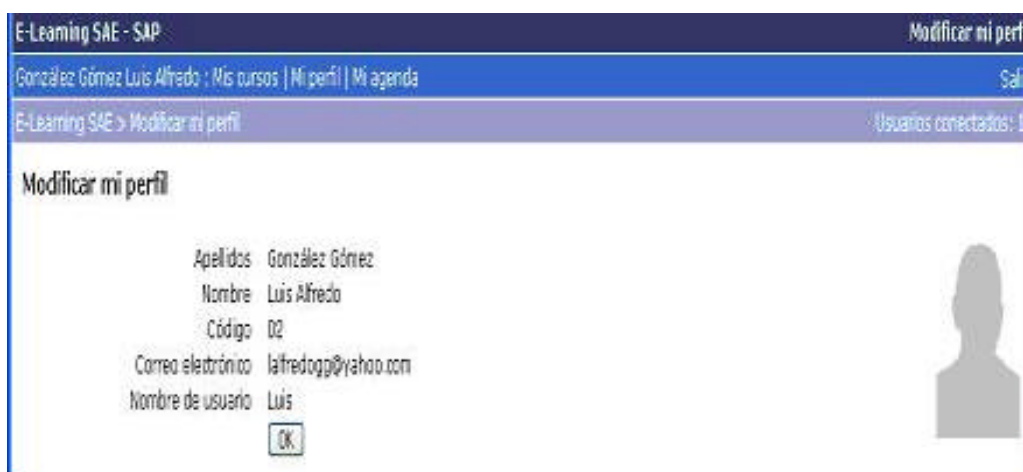 E-Learning SAE - SAP Modificar mi perf
González Gómez Luis Alfredo : Mis cursos | Mi perfil | Mi agenda Sali
E-Learning SAE > Modificar mi perfil Usuarios conectados: 1
Modificar mi perfil
Apellidos González Gómez
Nombre Luis Alfredo
Código 02
Correo electrónico lalfredogg@yahoo.com
Nombre de usuario Luis
OK